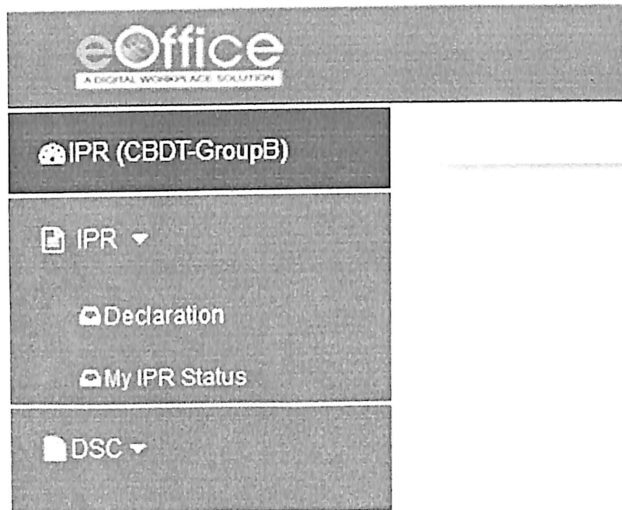 eOffice
A DIGITAL WORKPLACE SOLUTION
IPR (CBDT-GroupB)
IPR
Declaration
My IPR Status
DSC